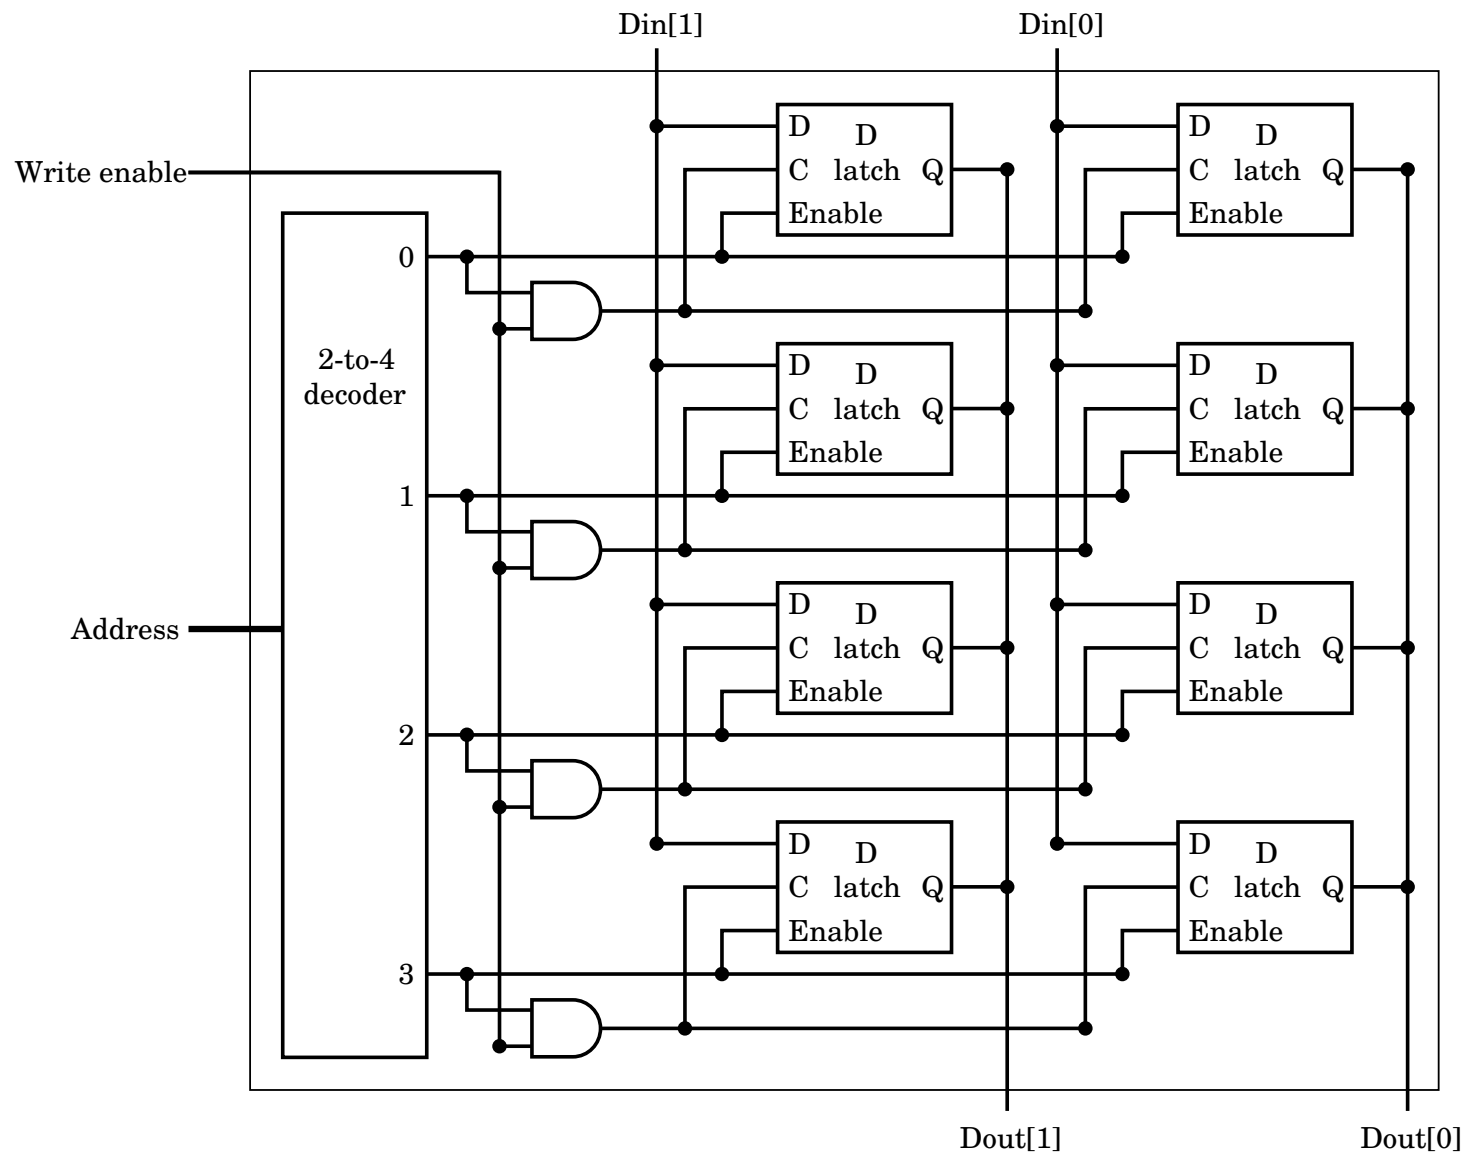 Din[1]
Din[0]
D
D
C
latch
Q
Enable
D
D
C
latch
Q
Enable
Write enable
0
2-to-4
decoder
D
D
C
latch
Q
Enable
D
D
C
latch
Q
Enable
1
Address
D
D
C
latch
Q
Enable
D
D
C
latch
Q
Enable
2
D
D
C
latch
Q
Enable
D
D
C
latch
Q
Enable
3
Dout[1]
Dout[0]